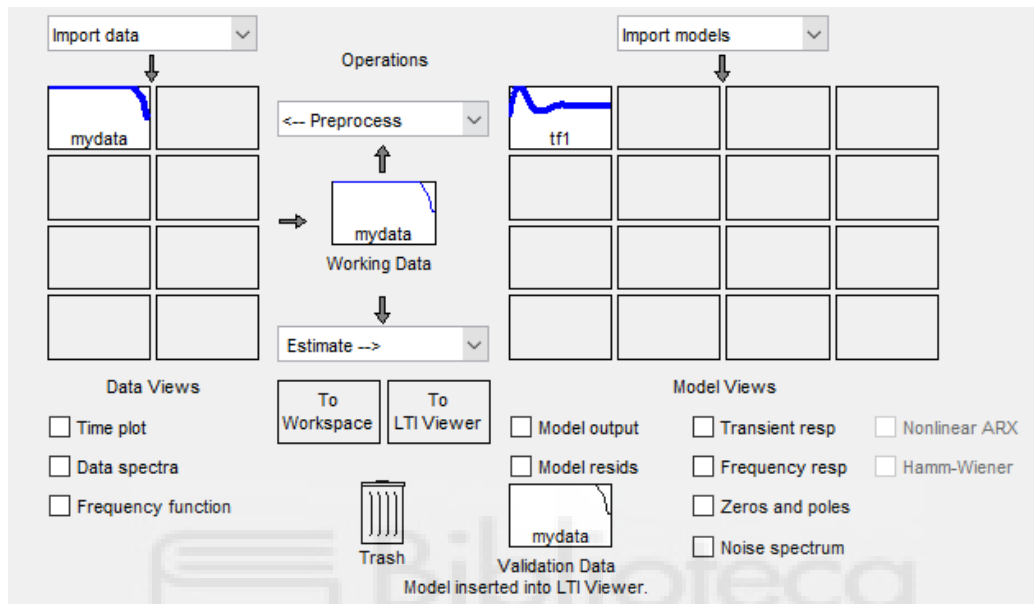 Import data
Import models
Operations
mydata
<-- Preprocess
tf1
mydata
Working Data
Estimate -->
Data Views
Model Views
To
Workspace
To
LTI Viewer
Time plot
Model output
Transient resp
Nonlinear ARX
Data spectra
Model resids
Frequency resp
Hamm-Wiener
Frequency function
Zeros and poles
mydata
Noise spectrum
Trash
Validation Data
Model inserted into LTI Viewer.
Biblioteca